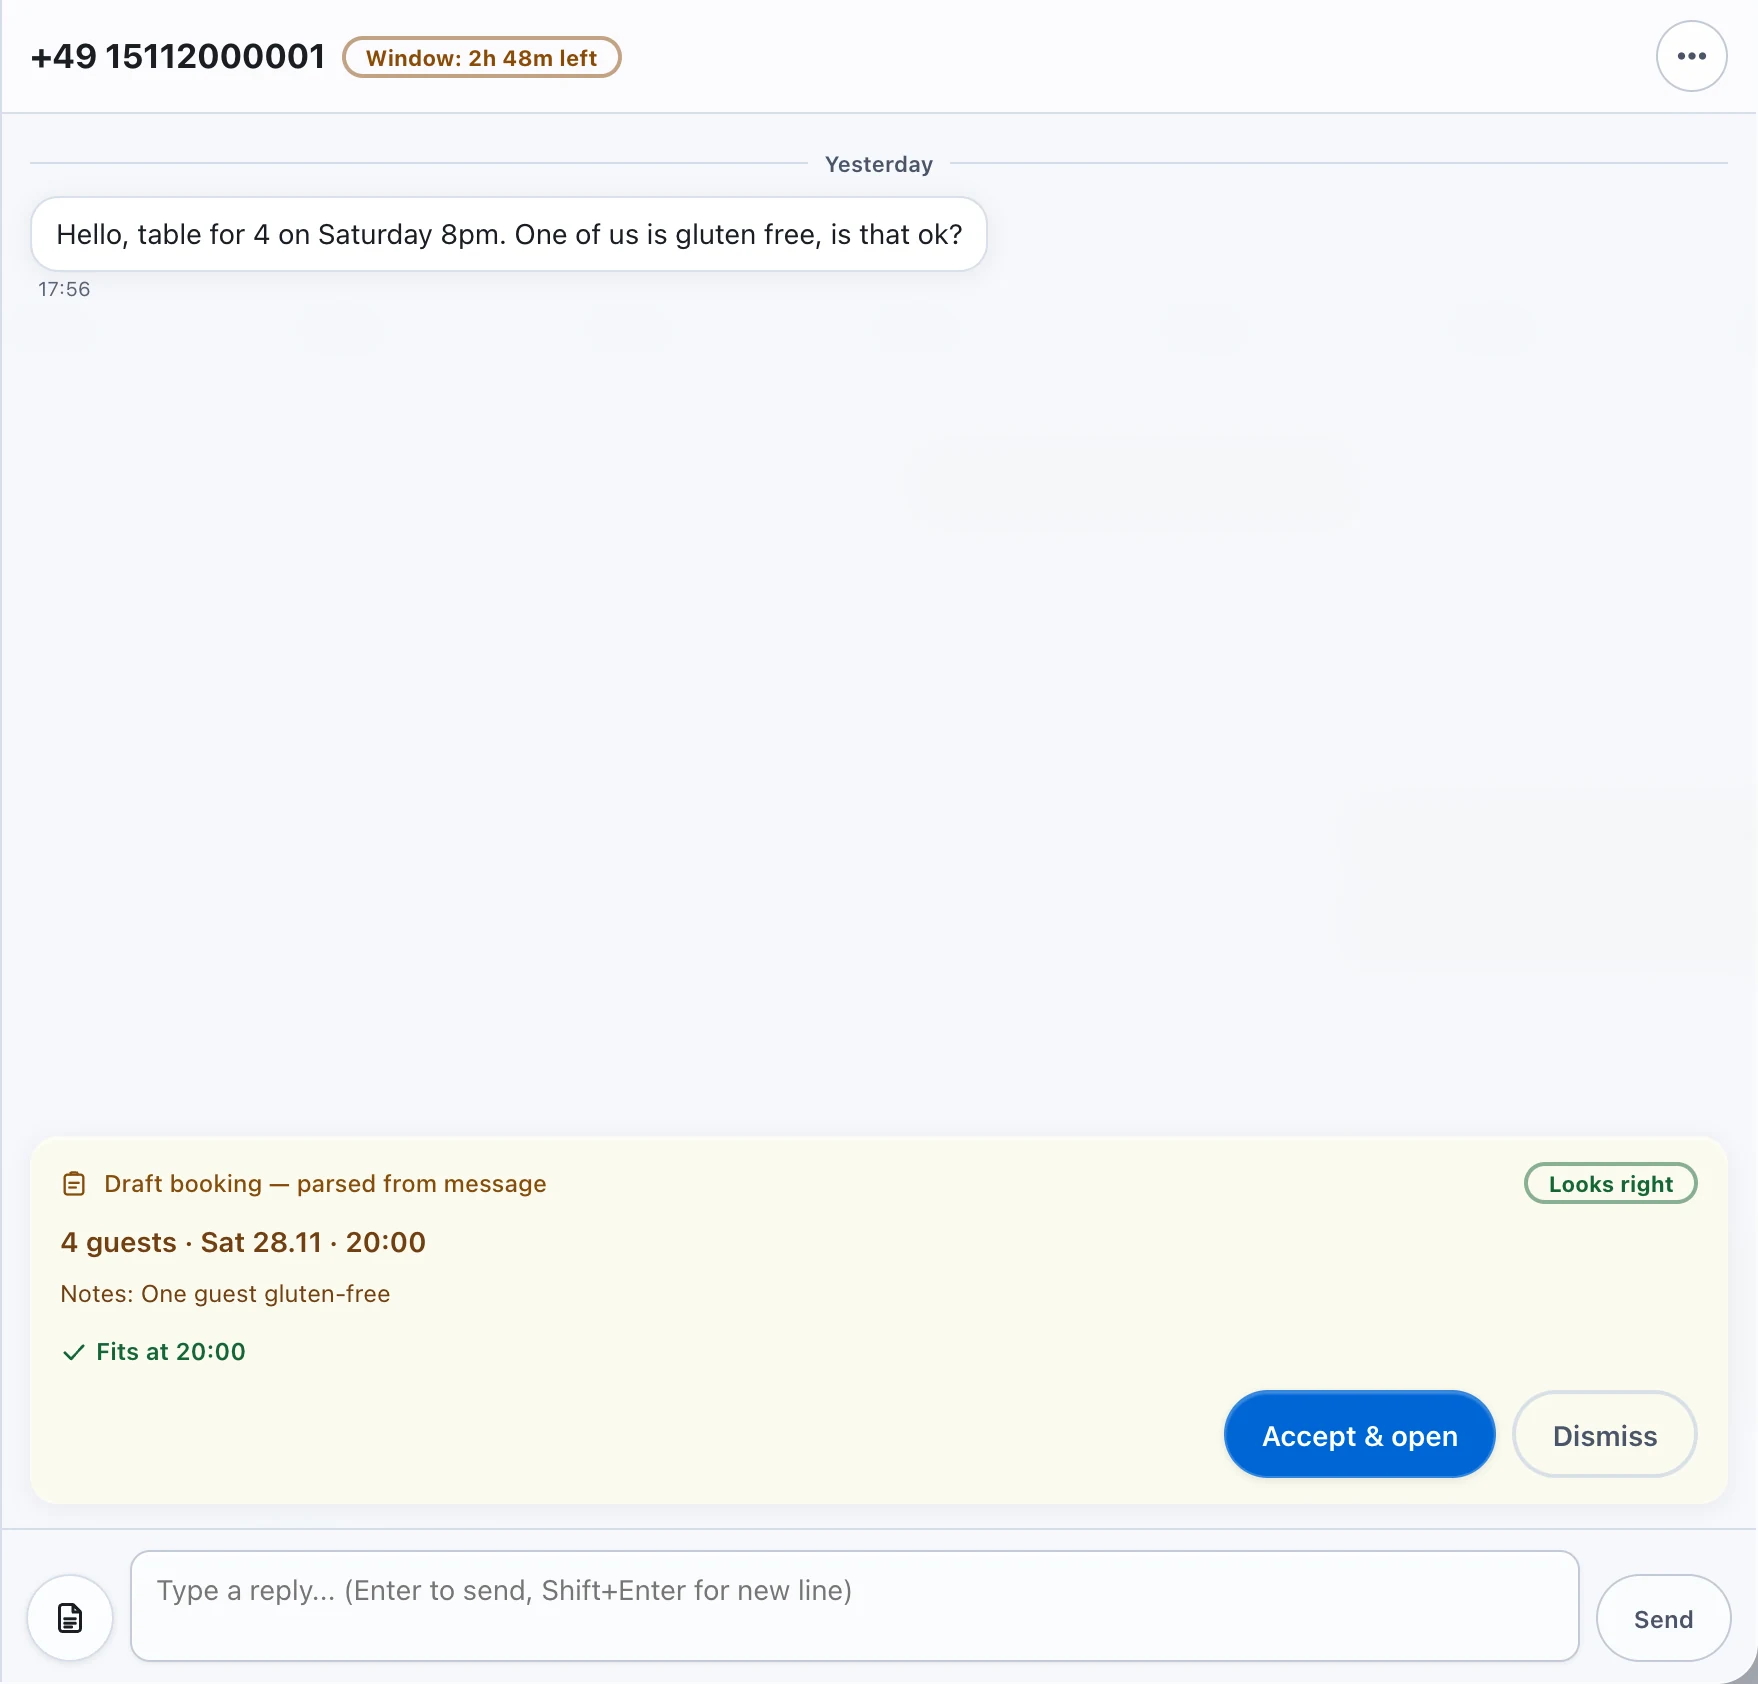 +49 15112000001
Window: 2h 48m left
Yesterday
Hello, table for 4 on Saturday 8pm. One of us is gluten free, is that ok?
17:56
Draft booking — parsed from message
Looks right
4 guests · Sat 28.11 · 20:00
Notes: One guest gluten-free
Fits at 20:00
Accept & open
Dismiss
Type a reply... (Enter to send, Shift+Enter for new line)
Send